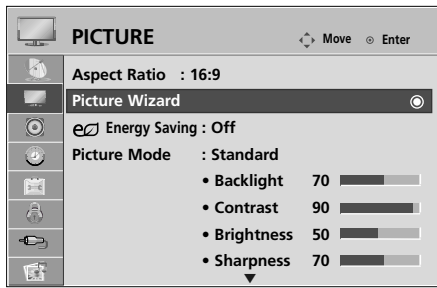 PICTURE
Move
Enter
Aspect Ratio : 16:9
Picture Wizard
Energy Saving : Off
Picture Mode : Standard
• Backlight 70
• Contrast 90
• Brightness 50
• Sharpness 70